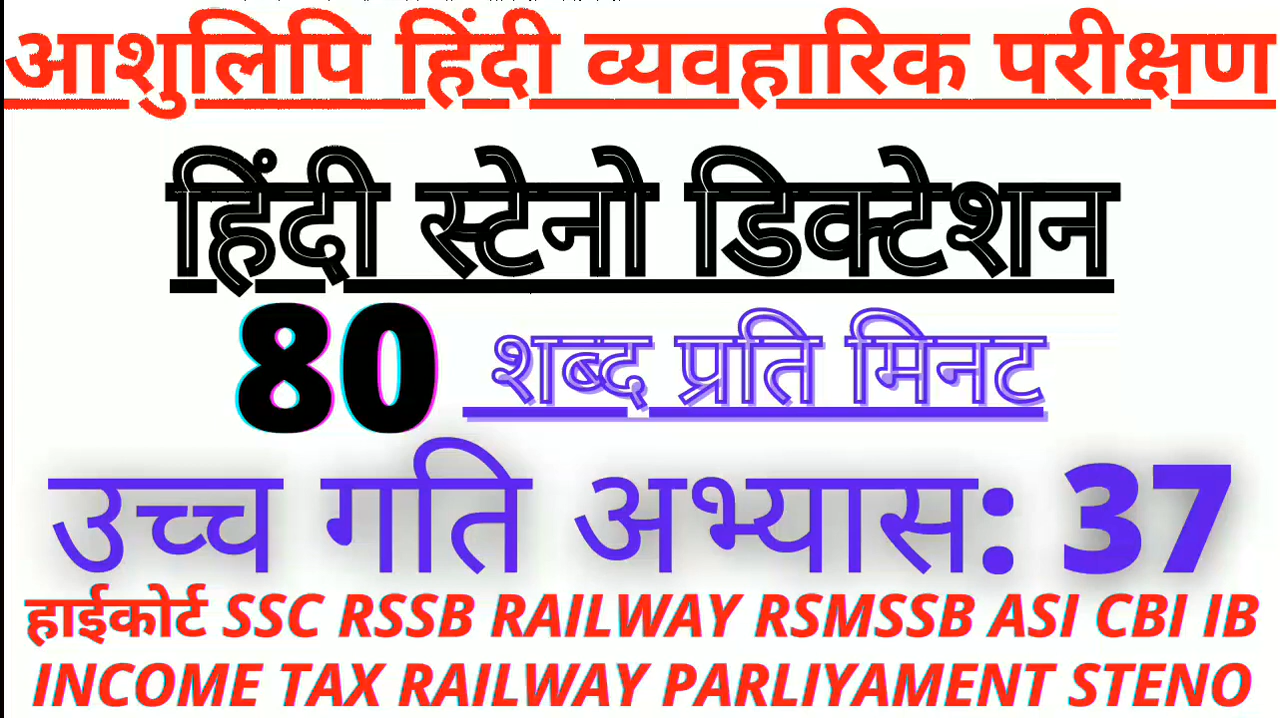 आशुलिपि हिंदी व्यवहारिक परीक्षण
हिंदी स्टेनो डिक्टेशन
80 शब्द प्रति मिनट
उच्च गति अभ्यास: 37
हाईकोर्ट SSC RSSB RAILWAY RSMSSB ASI CBI IB
INCOME TAX RAILWAY PARLIYAMENT STENO